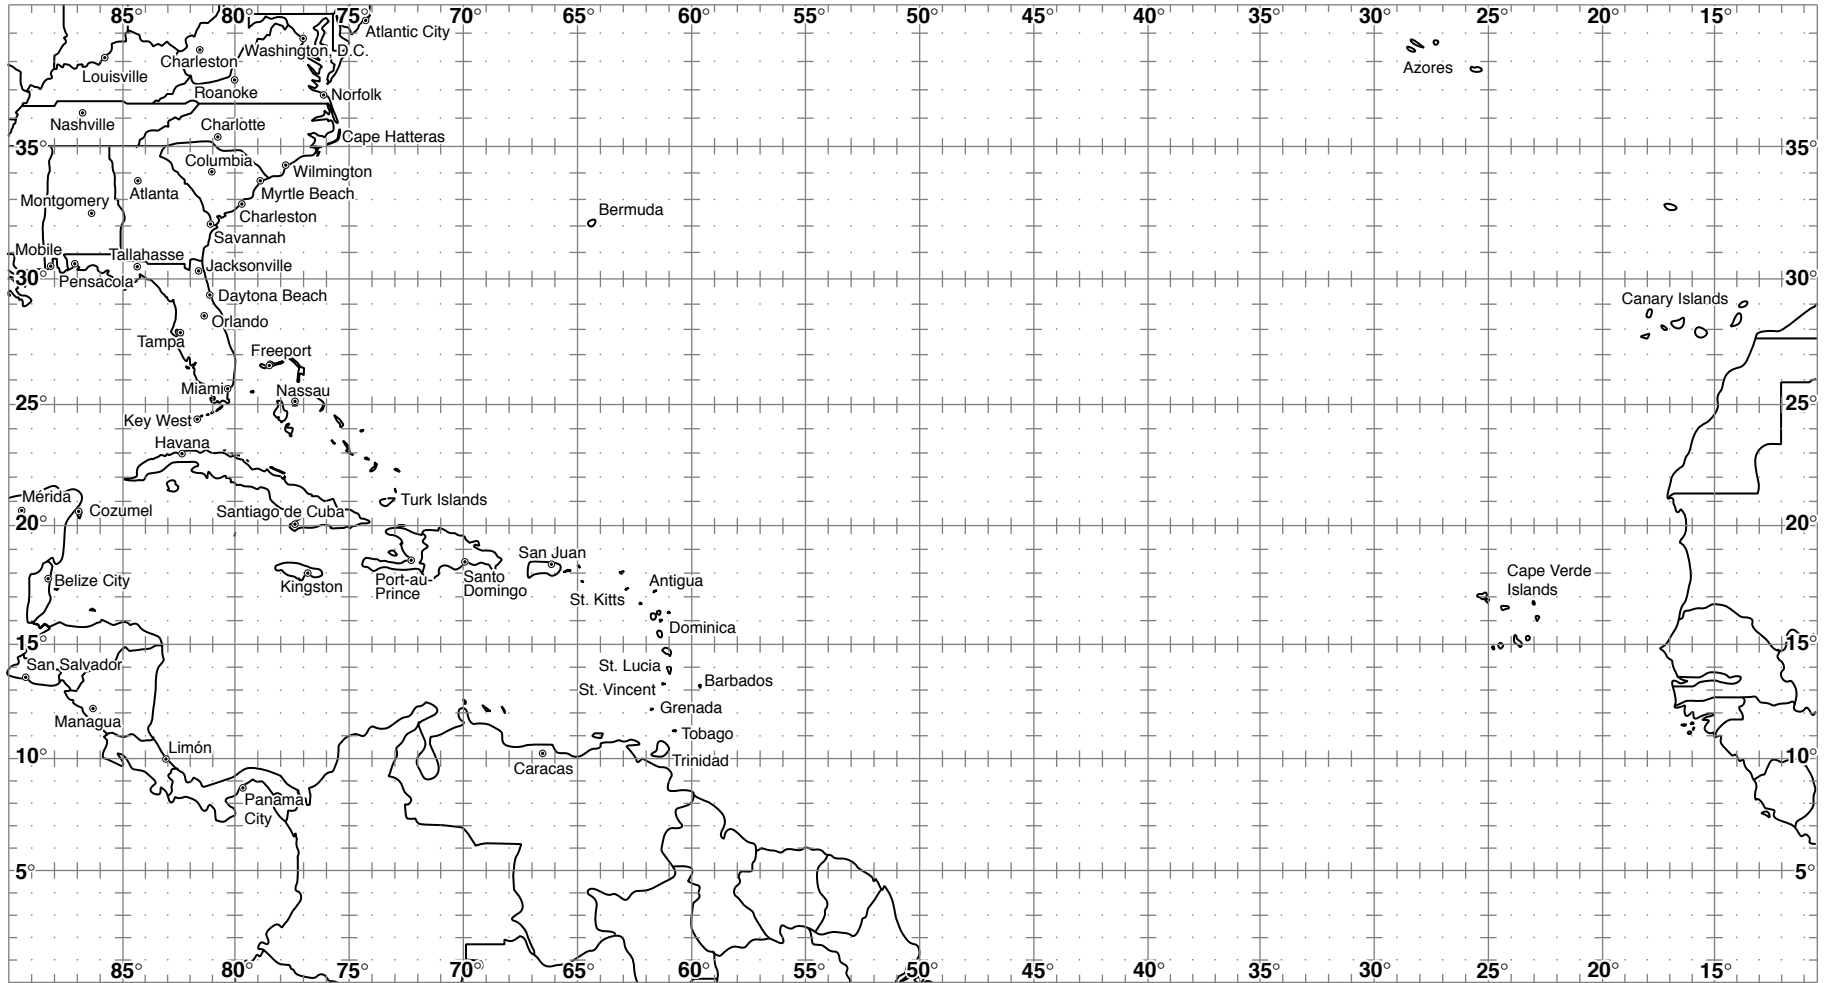 85° 80° 75° 70° 65° 60° 55° 50° 45° 40° 35° 30° 25° 20° 15°
Atlantic City
Washington, D.C.
Charleston
Azores
Louisville
Roanoke
Norfolk
Nashville
Charlotte
Cape Hatteras
35° 35°
Columbia
Wilmington
Atlanta
Myrtle Beach
Montgomery
Bermuda
Charleston
Savannah
Mobile
Tallahasse
Jacksonville
30° 30°
Pensacola
Daytona Beach
Canary Islands
Orlando
Tampa
Freeport
Miami
Nassau
25° 25°
Key West
Havana
Mérida
Turk Islands
Cozumel
Santiago de Cuba
20° 20°
San Juan
Belize City
Kingston
Port-au-
Prince
Santo
Domingo
Antigua
St. Kitts
Cape Verde
Islands
Dominica
15° 15°
San Salvador
St. Lucia
Barbados
St. Vincent
Grenada
Managua
Tobago
Limón
10° 10°
Caracas
Trinidad
Panama
City
5° 5°
85° 80° 75° 70° 65° 60° 55° 50° 45° 40° 35° 30° 25° 20° 15°